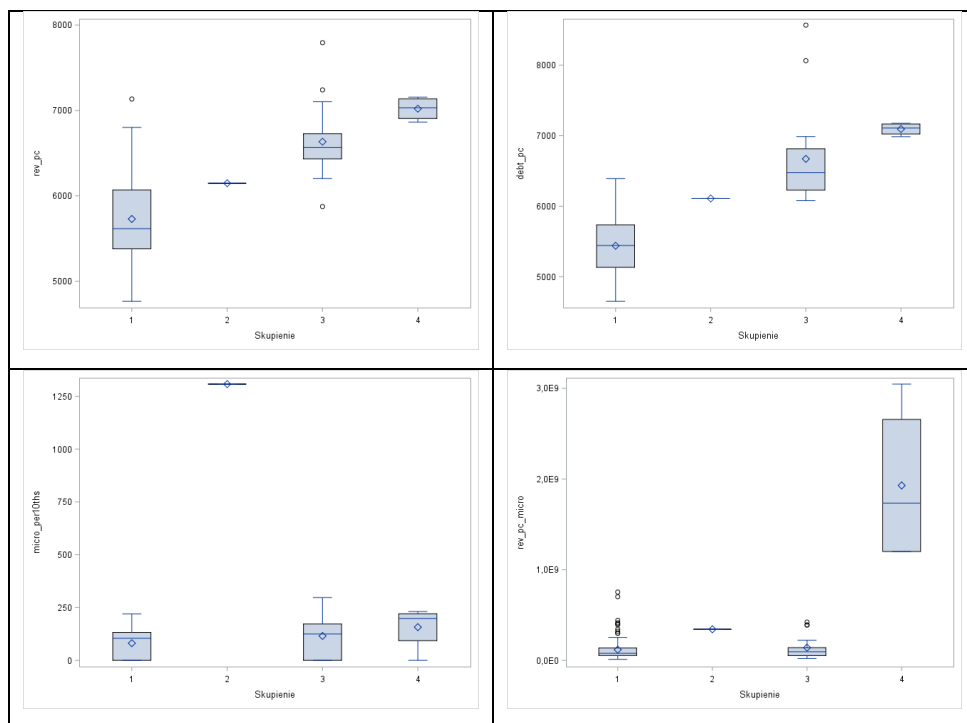 8000
7000
6000
5000
rev_pc
1 2 3 4
Skupienie
8000
7000
6000
5000
debt_pc
1 2 3 4
Skupienie
1250
1000
750
500
250
0
micro_per10ths
1 2 3 4
Skupienie
3,0E9
2,0E9
1,0E9
0,0E0
rev_pc_micro
1 2 3 4
Skupienie